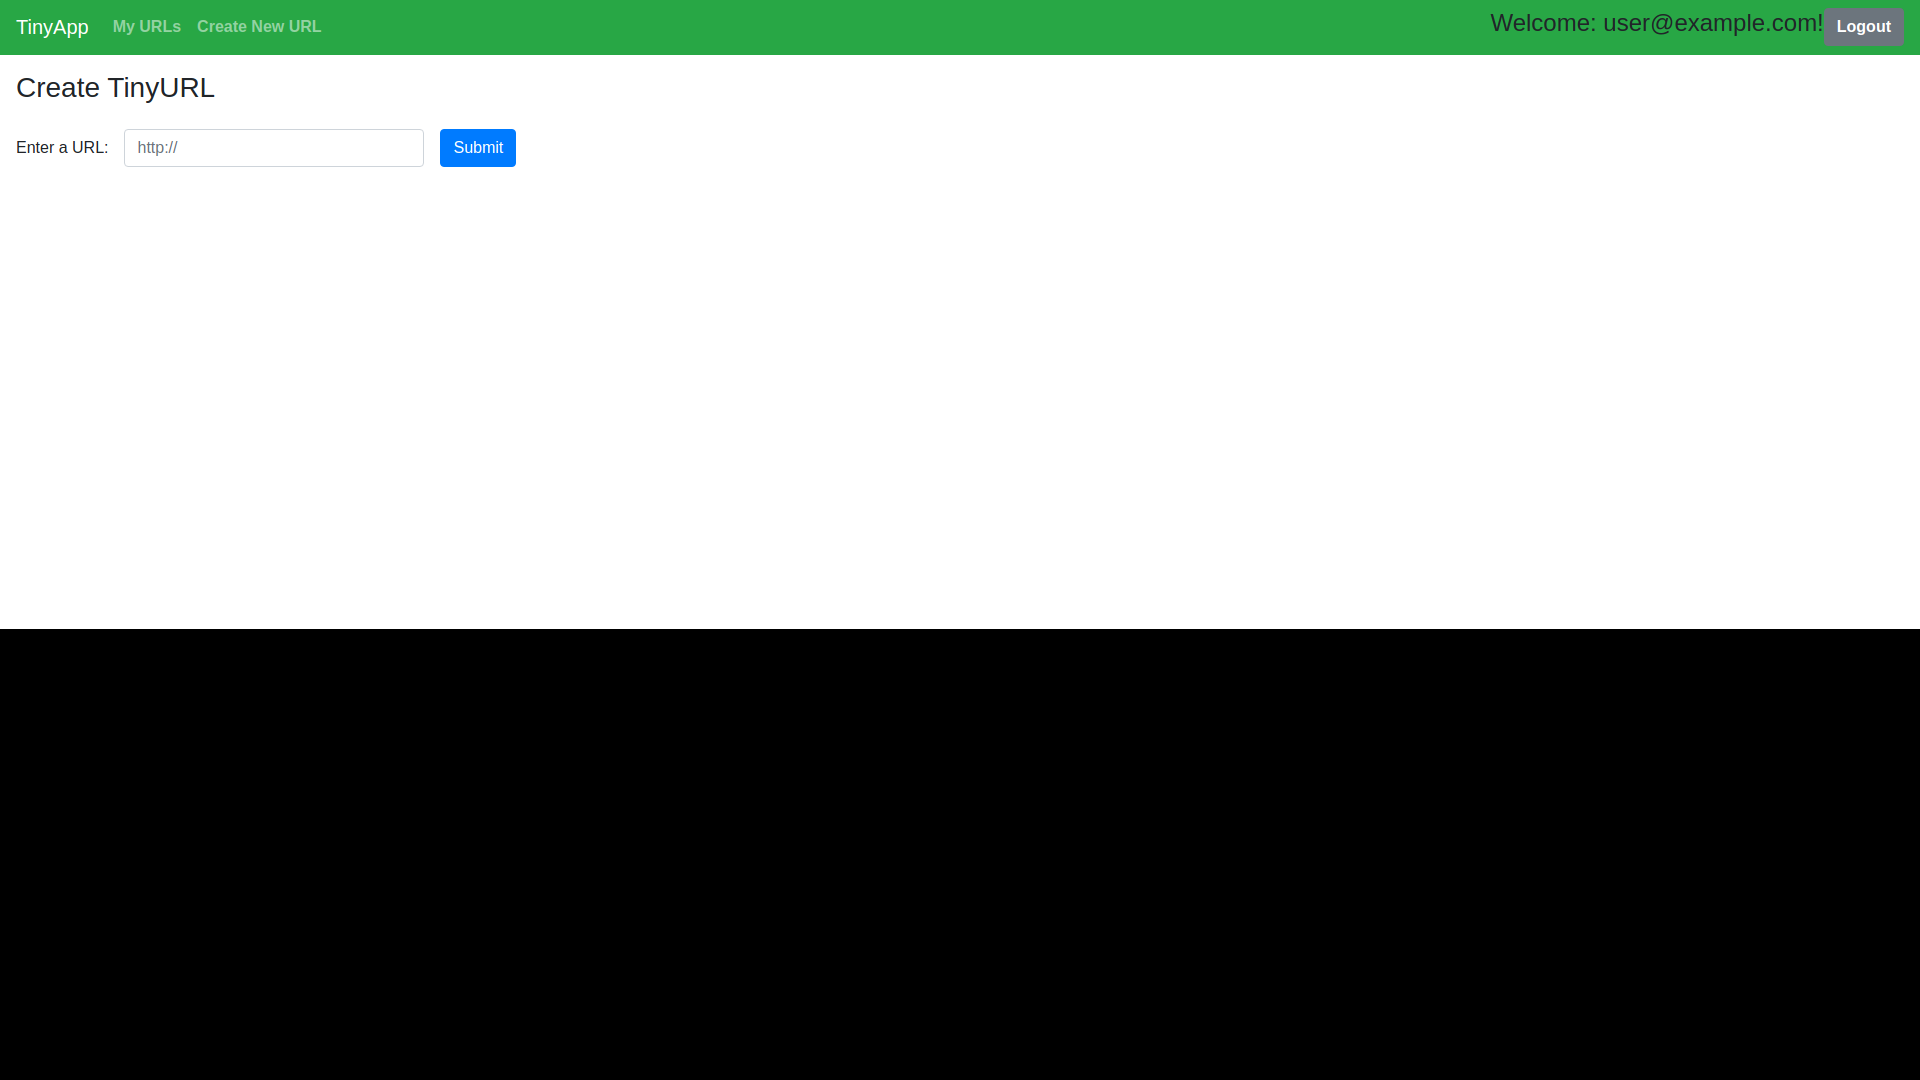 TinyApp My URLs Create New URL Welcome: user@example.com! Logout
Create TinyURL
Enter a URL: http:// Submit